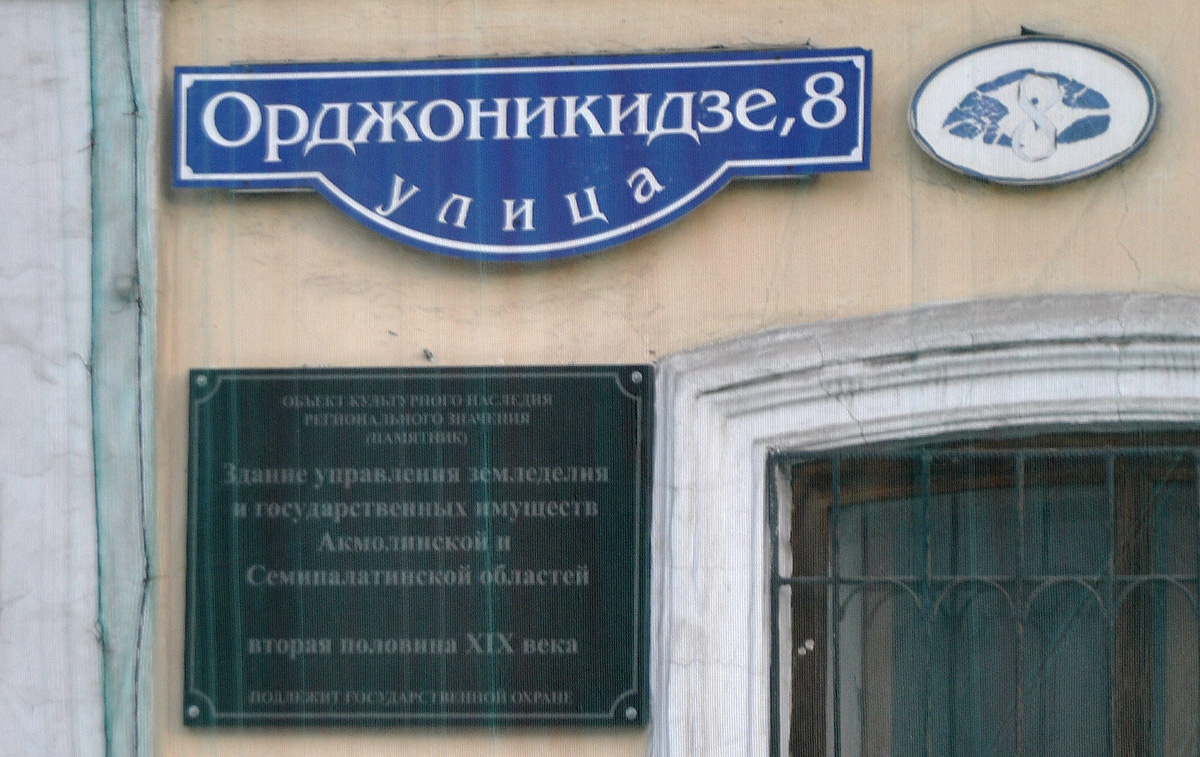 Орджоникидзе, 8
улица
8
ОБЪЕКТ КУЛЬТУРНОГО НАСЛЕДИЯ
РЕГИОНАЛЬНОГО ЗНАЧЕНИЯ
(ПАМЯТНИК)
Здание управления земледелия
и государственных имуществ
Акмолинской и
Семипалатинской областей
вторая половина XIX века
ПОДЛЕЖИТ ГОСУДАРСТВЕННОЙ ОХРАНЕ